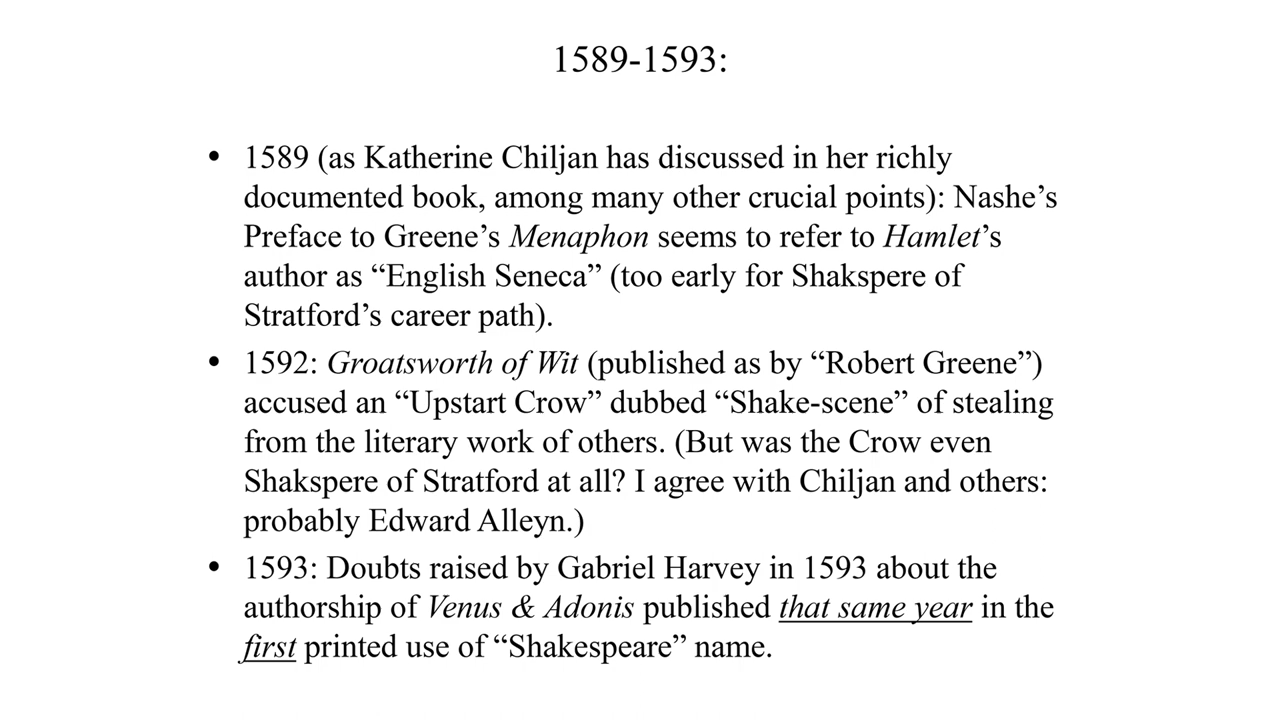 1589-1593:
• 1589 (as Katherine Chiljan has discussed in her richly
documented book, among many other crucial points): Nashe’s
Preface to Greene’s Menaphon seems to refer to Hamlet’s
author as “English Seneca” (too early for Shakspere of
Stratford’s career path).
• 1592: Groatsworth of Wit (published as by “Robert Greene”)
accused an “Upstart Crow” dubbed “Shake-scene” of stealing
from the literary work of others. (But was the Crow even
Shakspere of Stratford at all? I agree with Chiljan and others:
probably Edward Alleyn.)
• 1593: Doubts raised by Gabriel Harvey in 1593 about the
authorship of Venus & Adonis published that same year in the
first printed use of “Shakespeare” name.